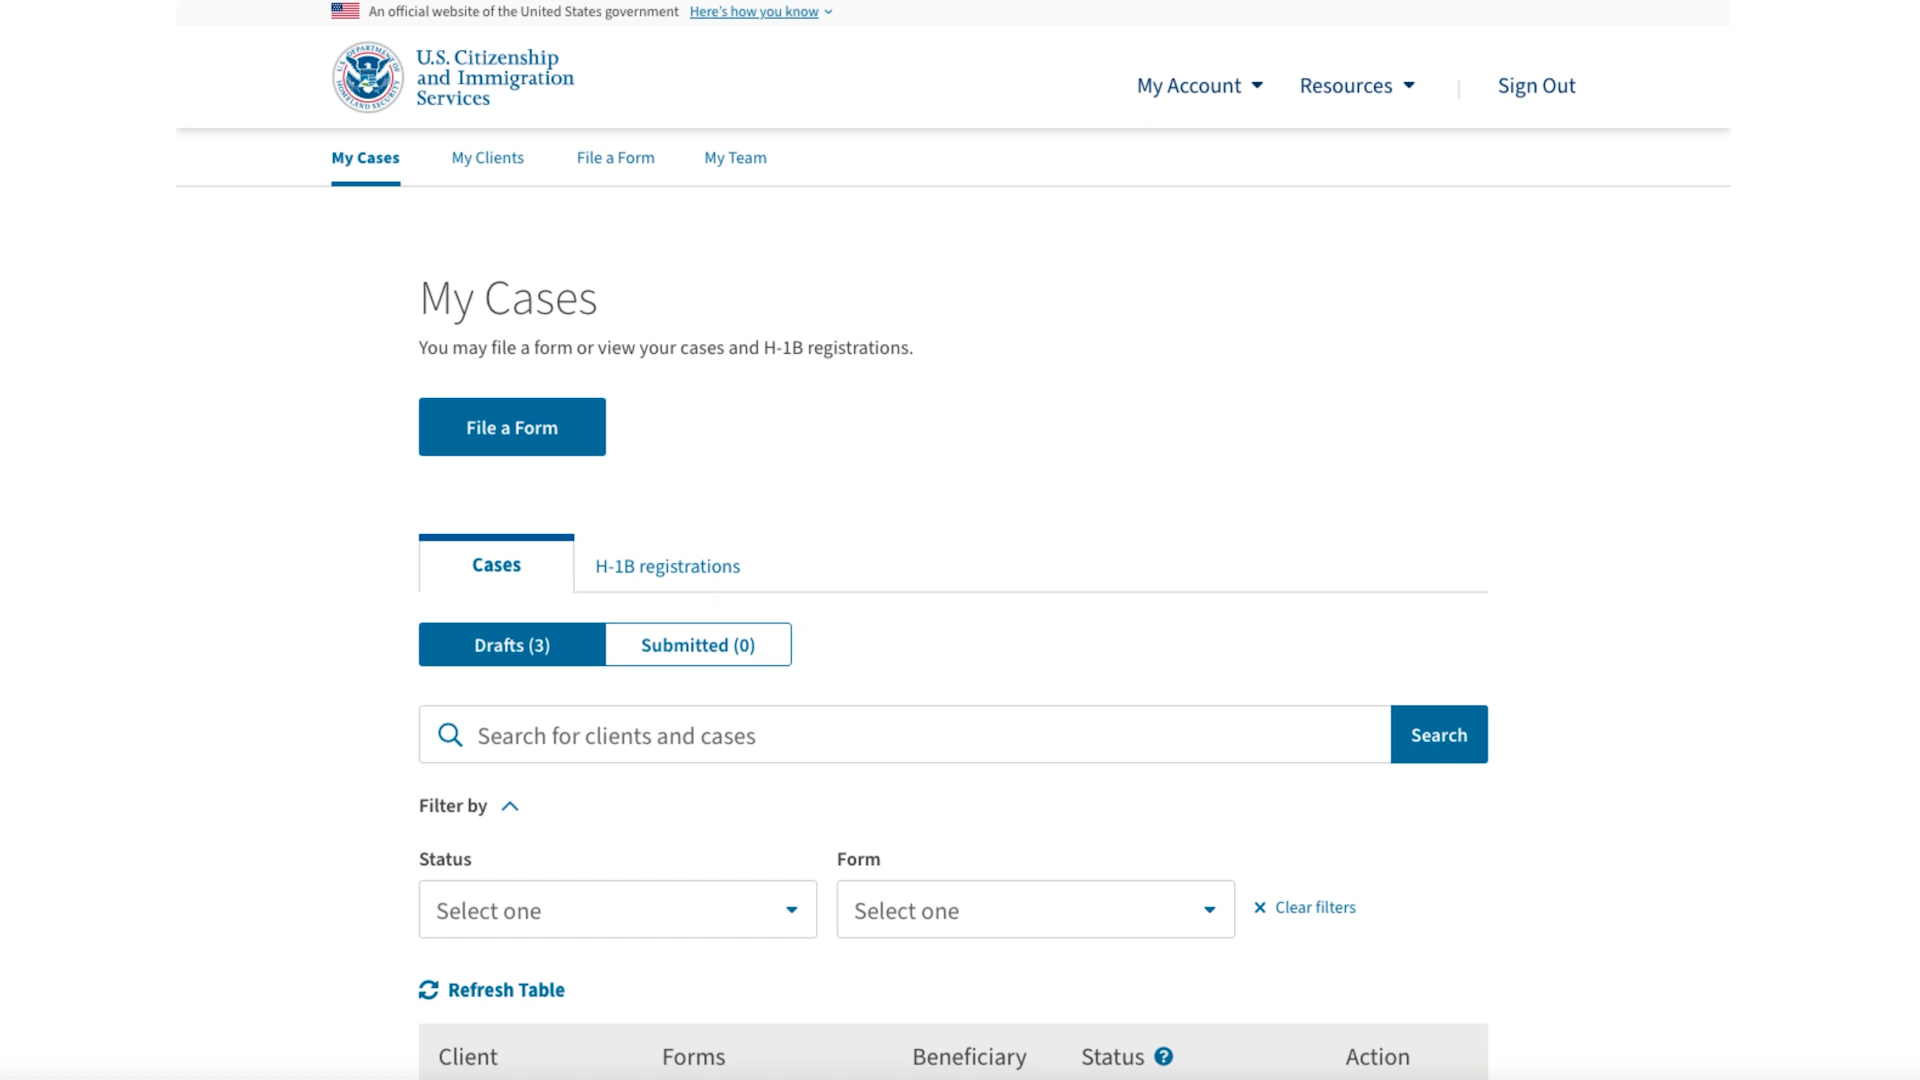 An official website of the United States government Here's how you know
U.S. Citizenship
and Immigration
Services
My Account
Resources
Sign Out
My Cases
My Clients
File a Form
My Team
My Cases
You may file a form or view your cases and H-1B registrations.
File a Form
Cases
H-1B registrations
Drafts (3)
Submitted (0)
Search for clients and cases
Search
Filter by
Status
Form
Select one
Select one
Clear filters
Refresh Table
Client
Forms
Beneficiary
Status ?
Action